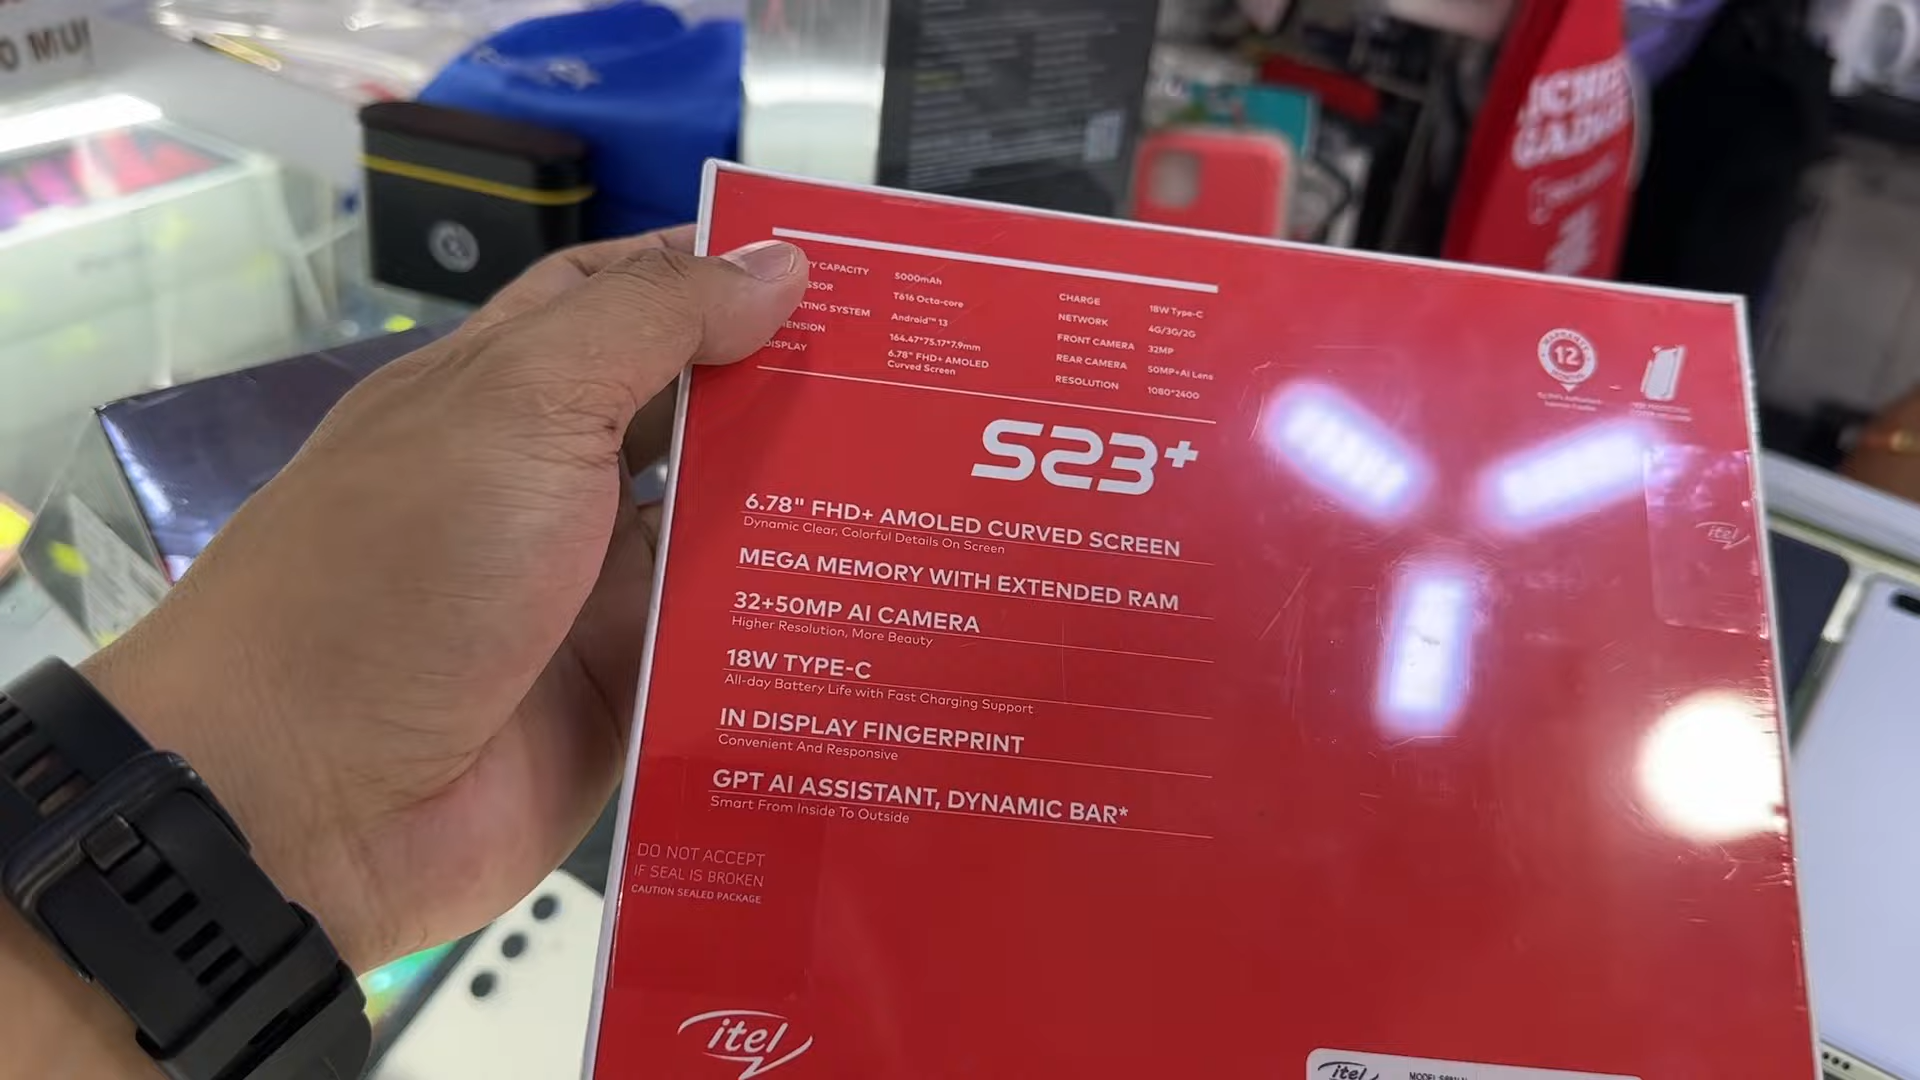 O MU
Y CAPACITY 5000mAh
SSOR T616 Octa-core
ATING SYSTEM Android™ 13
ENSION 164.47*75.17*7.9mm
DISPLAY 6.78" FHD+ AMOLED
Curved Screen
CHARGE 18W Type-C
NETWORK 4G/3G/2G
FRONT CAMERA 32MP
REAR CAMERA 50MP+AI Lens
RESOLUTION 1080*2400
12
S23+
6.78" FHD+ AMOLED CURVED SCREEN
Dynamic Clear, Colorful Details On Screen
MEGA MEMORY WITH EXTENDED RAM
32+50MP AI CAMERA
Higher Resolution, More Beauty
18W TYPE-C
All-day Battery Life with Fast Charging Support
IN DISPLAY FINGERPRINT
Convenient And Responsive
GPT AI ASSISTANT, DYNAMIC BAR*
Smart From Inside To Outside
itel
DO NOT ACCEPT
IF SEAL IS BROKEN
CAUTION SEALED PACKAGE
itel
itel